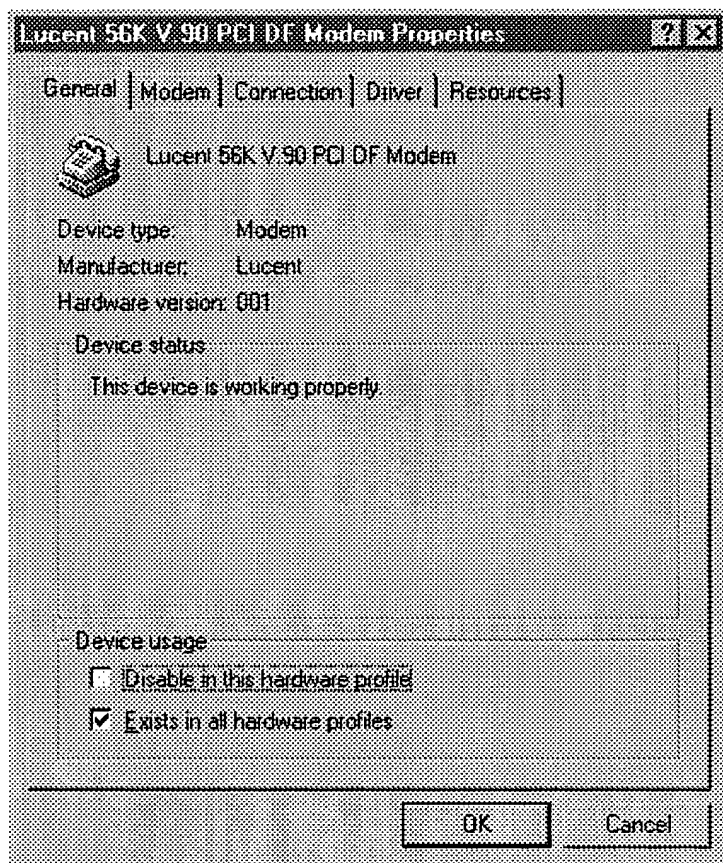 Lucent 56K V.90 PCI DF Modem Properties
General Modem Connection Driver Resources
Lucent 56K V.90 PCI DF Modem
Device type: Modem
Manufacturer: Lucent
Hardware version: 001
Device status
This device is working properly.
Device usage
Disable in this hardware profile
Exists in all hardware profiles
OK Cancel